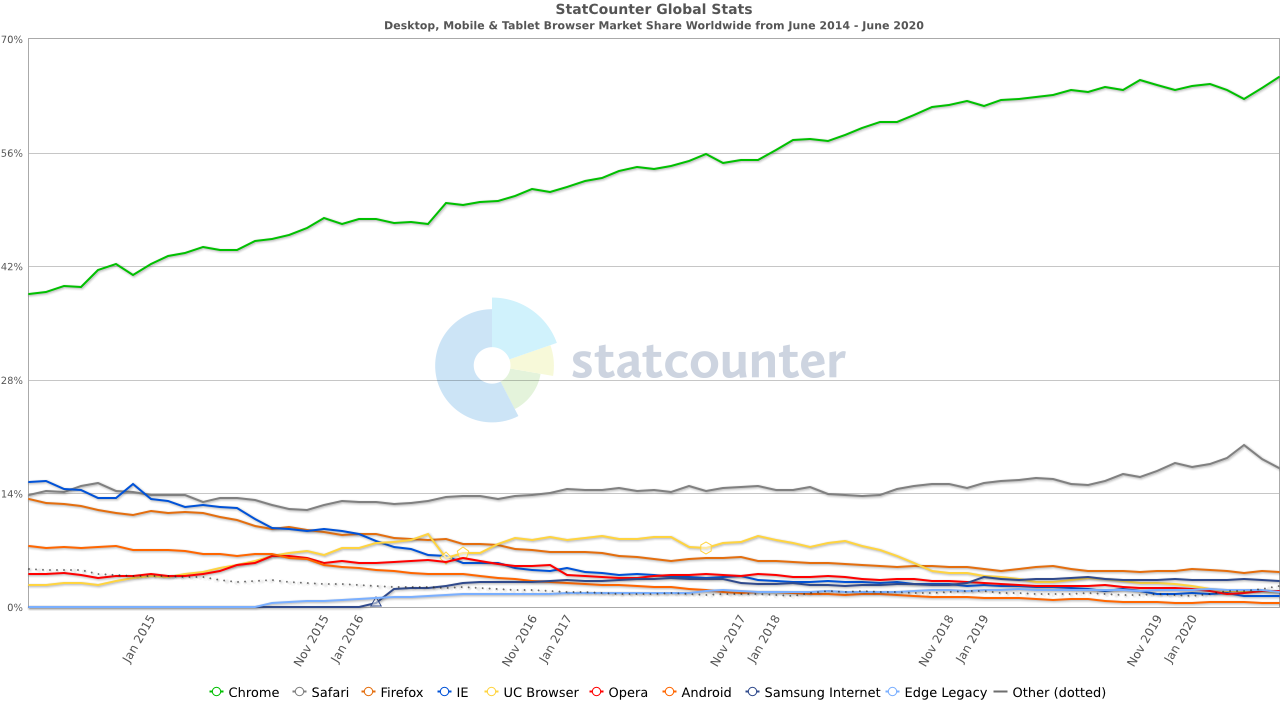 StatCounter Global Stats
Desktop, Mobile & Tablet Browser Market Share Worldwide from June 2014 - June 2020
70%
56%
42%
28%
14%
0%
statcounter
Jan 2015
Nov 2015
Jan 2016
Nov 2016
Jan 2017
Nov 2017
Jan 2018
Nov 2018
Jan 2019
Nov 2019
Jan 2020
Chrome Safari Firefox IE UC Browser Opera Android Samsung Internet Edge Legacy Other (dotted)